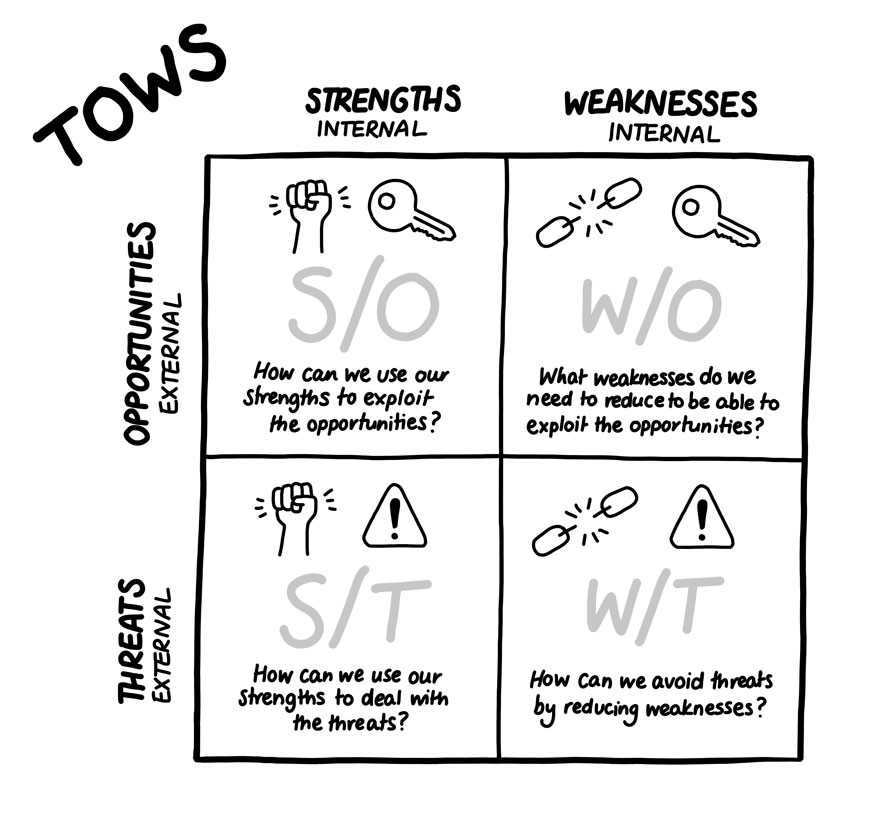 TOWS
STRENGTHS
INTERNAL
WEAKNESSES
INTERNAL
OPPORTUNITIES
EXTERNAL
S/O
How can we use our
strengths to exploit
the opportunities?
W/O
What weaknesses do we
need to reduce to be able to
exploit the opportunities?
THREATS
EXTERNAL
S/T
How can we use our
strengths to deal with
the threats?
W/T
How can we avoid threats
by reducing weaknesses?